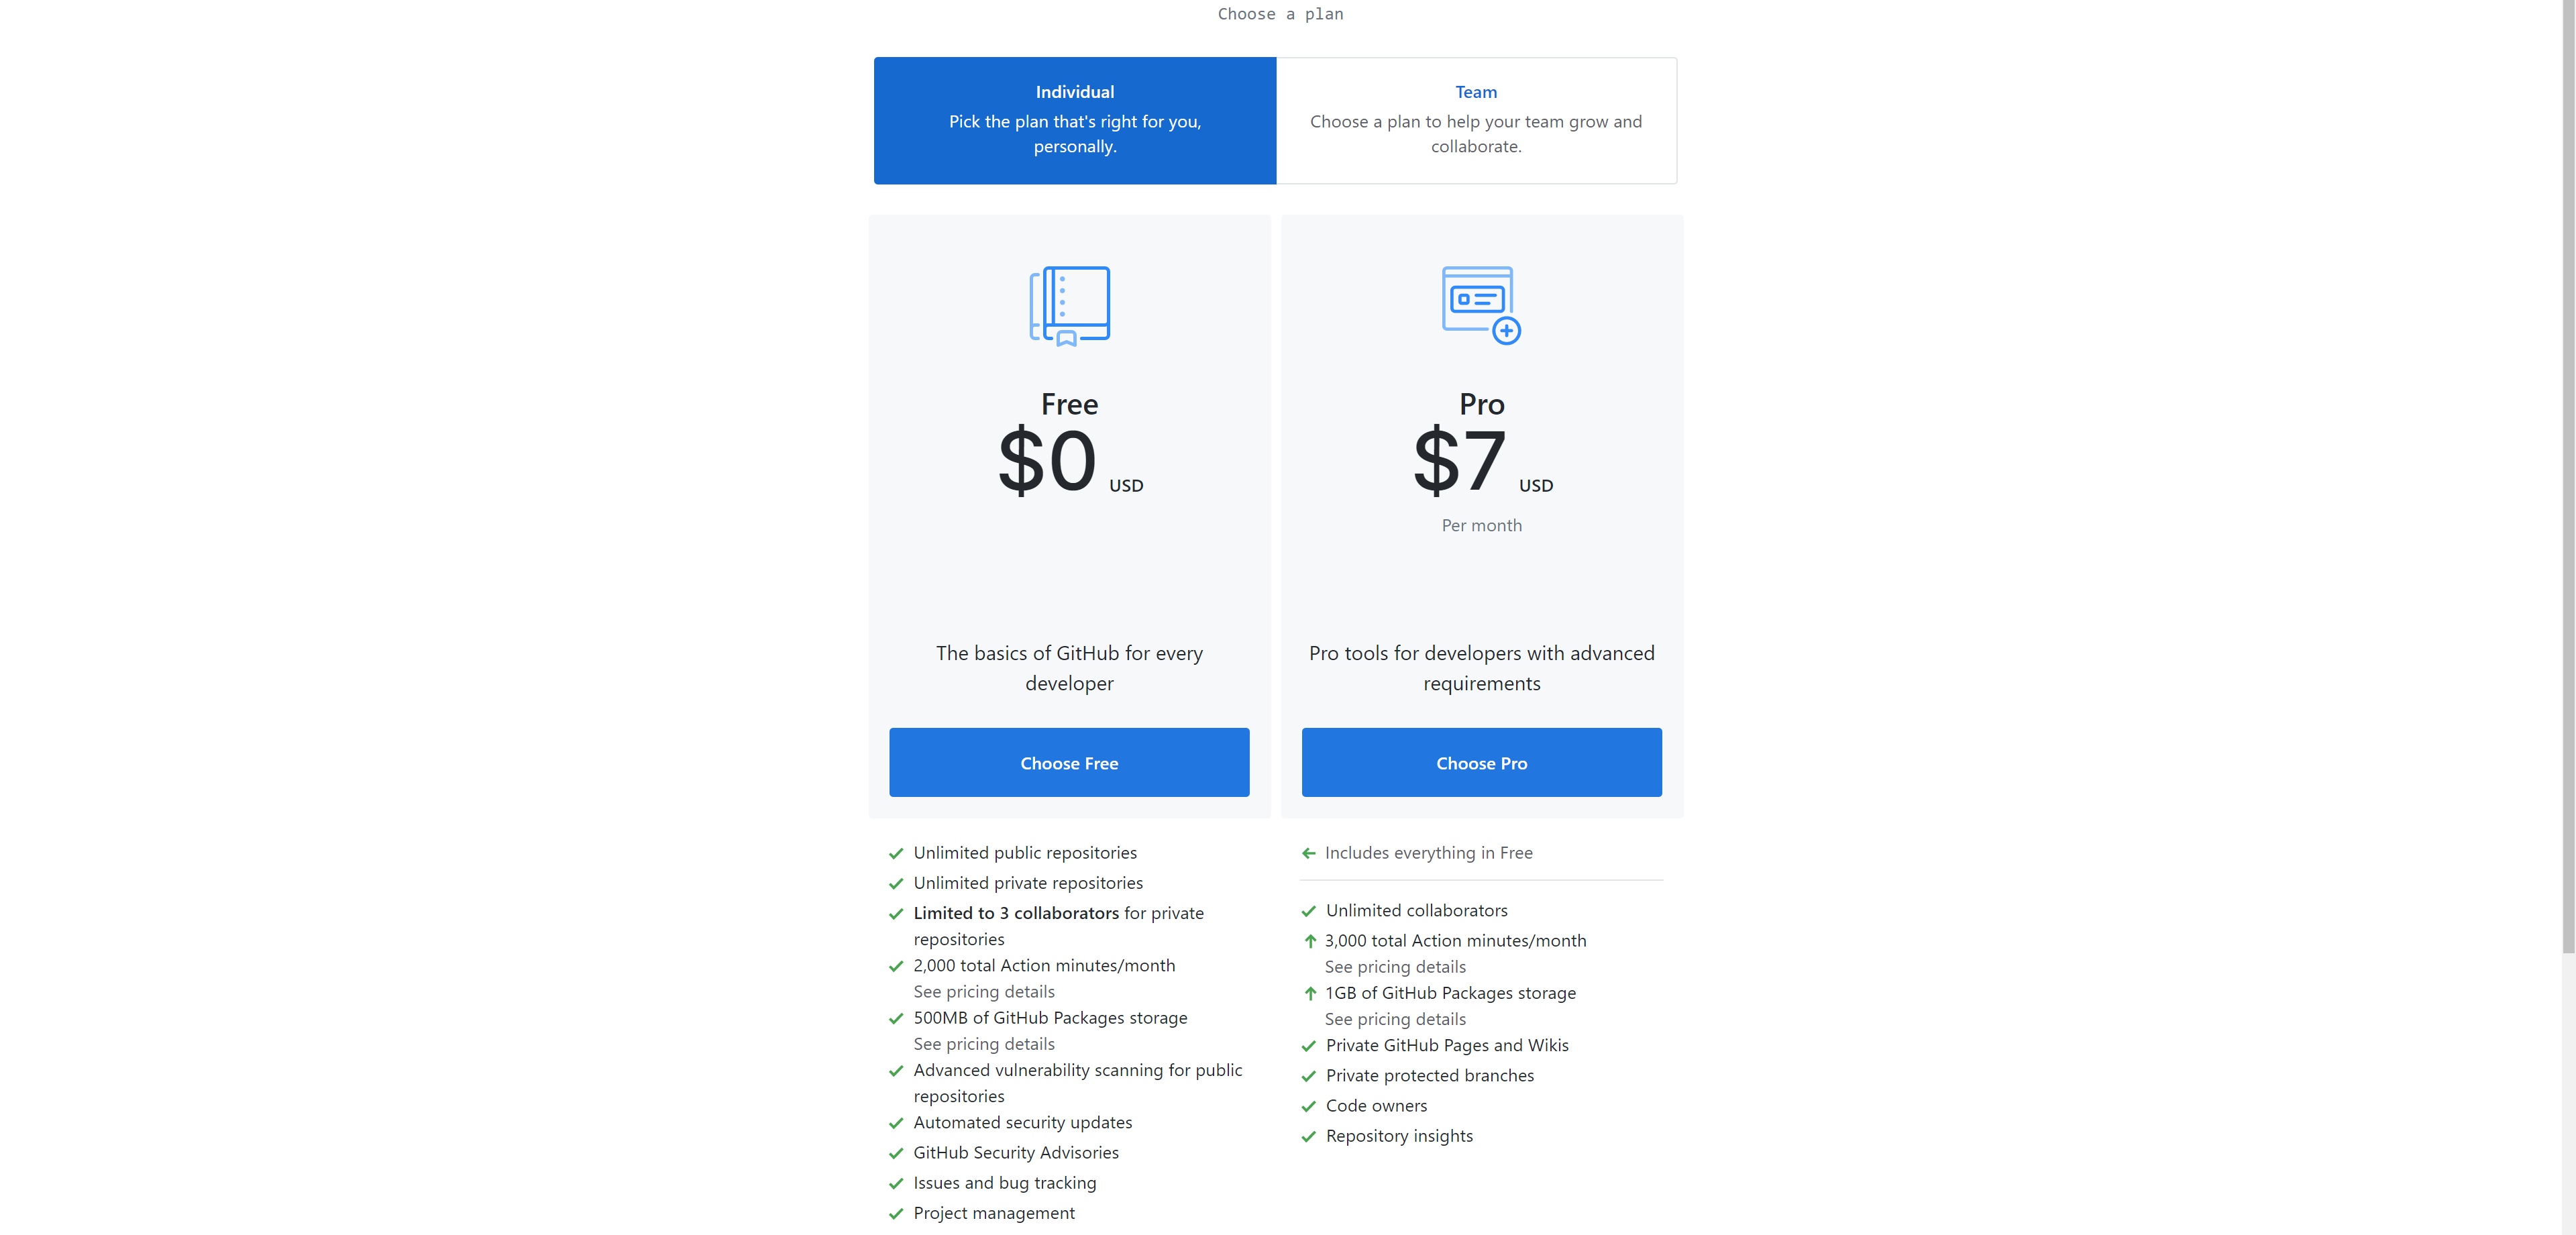 Choose a plan
Individual
Pick the plan that's right for you,
personally.
Team
Choose a plan to help your team grow and
collaborate.
Free
$0 USD
The basics of GitHub for every
developer
Choose Free
Unlimited public repositories
Unlimited private repositories
Limited to 3 collaborators for private
repositories
2,000 total Action minutes/month
See pricing details
500MB of GitHub Packages storage
See pricing details
Advanced vulnerability scanning for public
repositories
Automated security updates
GitHub Security Advisories
Issues and bug tracking
Project management
Pro
$7 USD
Per month
Pro tools for developers with advanced
requirements
Choose Pro
Includes everything in Free
Unlimited collaborators
3,000 total Action minutes/month
See pricing details
1GB of GitHub Packages storage
See pricing details
Private GitHub Pages and Wikis
Private protected branches
Code owners
Repository insights